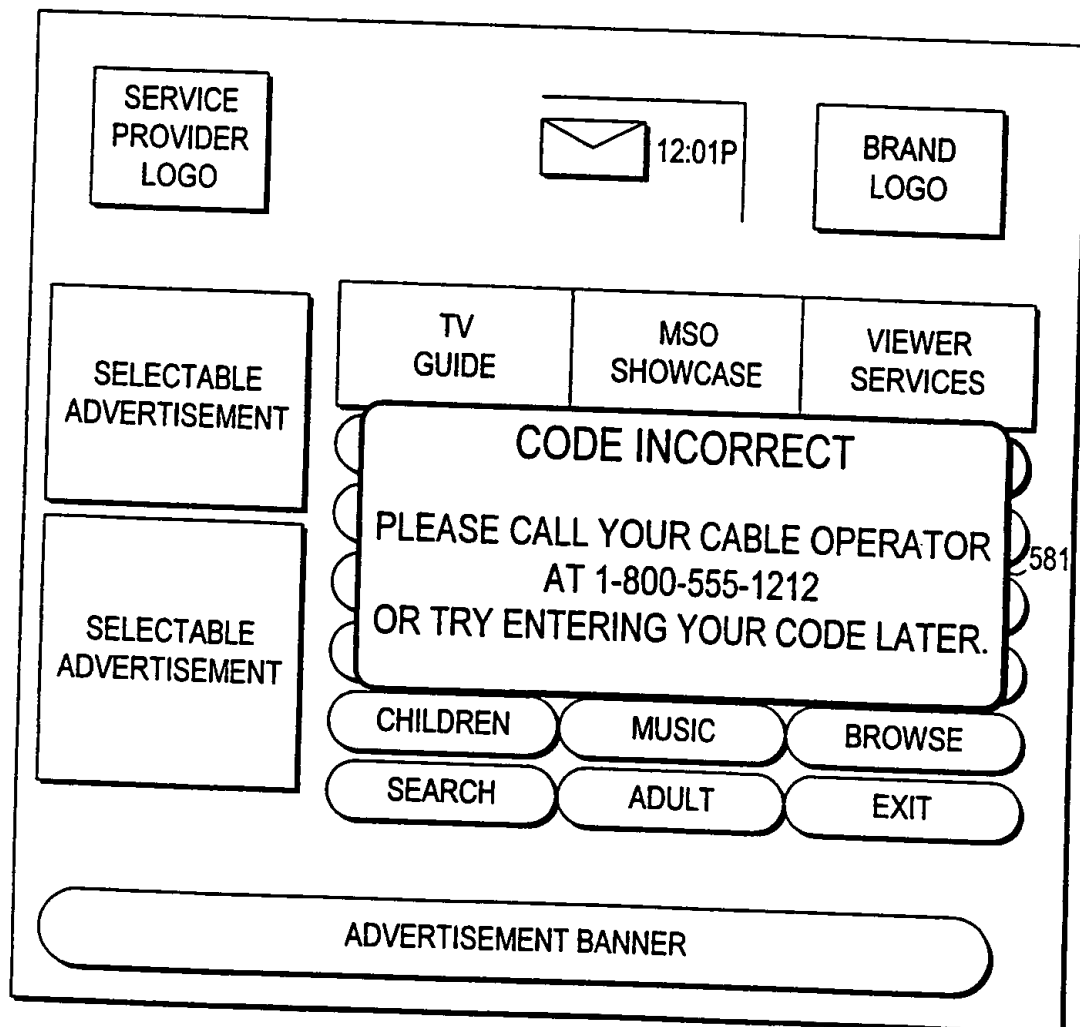 SERVICE
PROVIDER
LOGO
12:01P
BRAND
LOGO
SELECTABLE
ADVERTISEMENT
TV
GUIDE
MSO
SHOWCASE
VIEWER
SERVICES
CODE INCORRECT
PLEASE CALL YOUR CABLE OPERATOR
AT 1-800-555-1212
OR TRY ENTERING YOUR CODE LATER.
581
SELECTABLE
ADVERTISEMENT
CHILDREN
MUSIC
BROWSE
SEARCH
ADULT
EXIT
ADVERTISEMENT BANNER